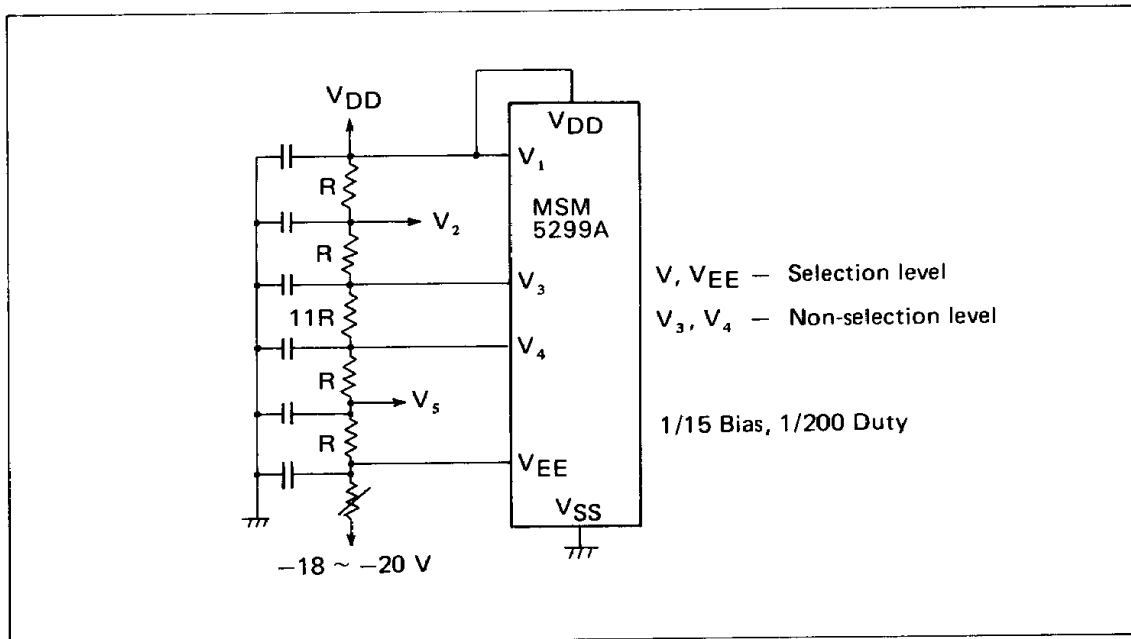 VDD
VDD
V₁
R
MSM
5299A
V₂
R
V₃
V, VEE — Selection level
11R
V₃, V₄ — Non-selection level
V₄
R
V₅
1/15 Bias, 1/200 Duty
R
VEE
VSS
−18 ~ −20 V